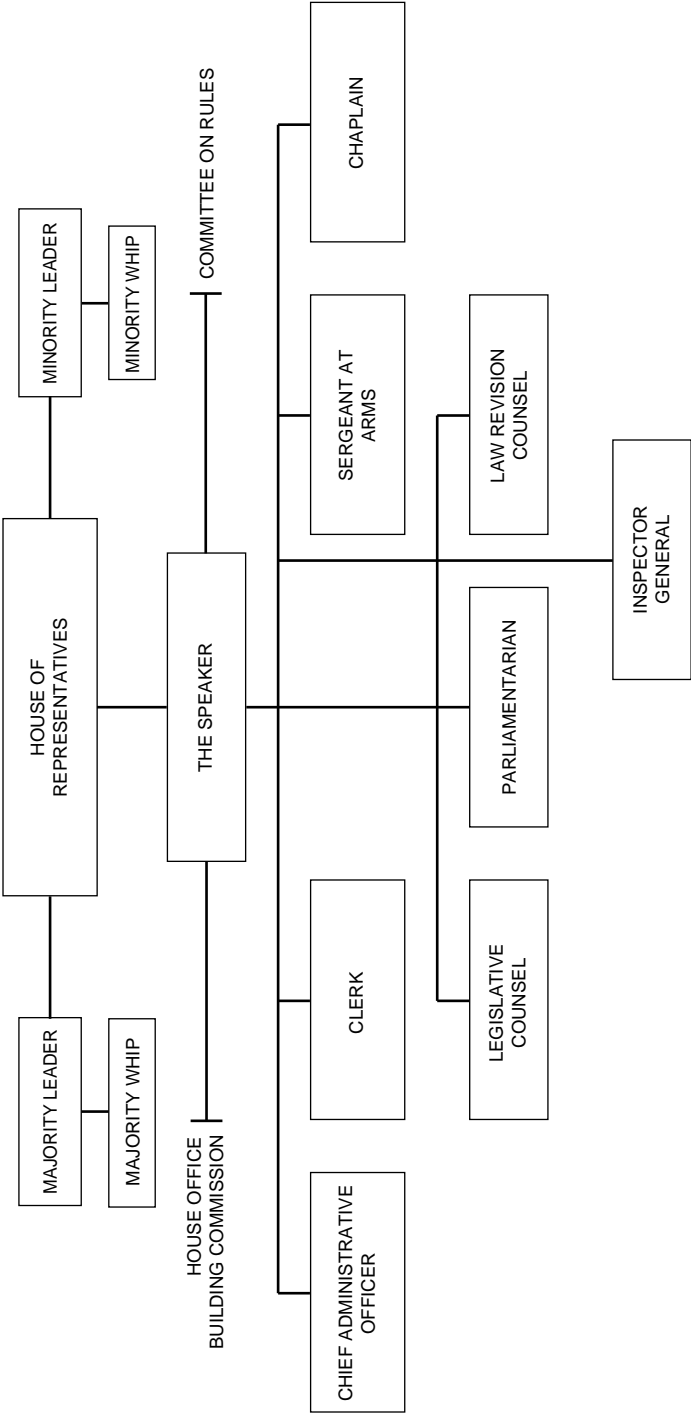 HOUSE OF
REPRESENTATIVES
MAJORITY LEADER
MINORITY LEADER
MAJORITY WHIP
MINORITY WHIP
THE SPEAKER
HOUSE OFFICE
BUILDING COMMISSION
COMMITTEE ON RULES
CHIEF ADMINISTRATIVE
OFFICER
CLERK
SERGEANT AT
ARMS
CHAPLAIN
LEGISLATIVE
COUNSEL
PARLIAMENTARIAN
LAW REVISION
COUNSEL
INSPECTOR
GENERAL